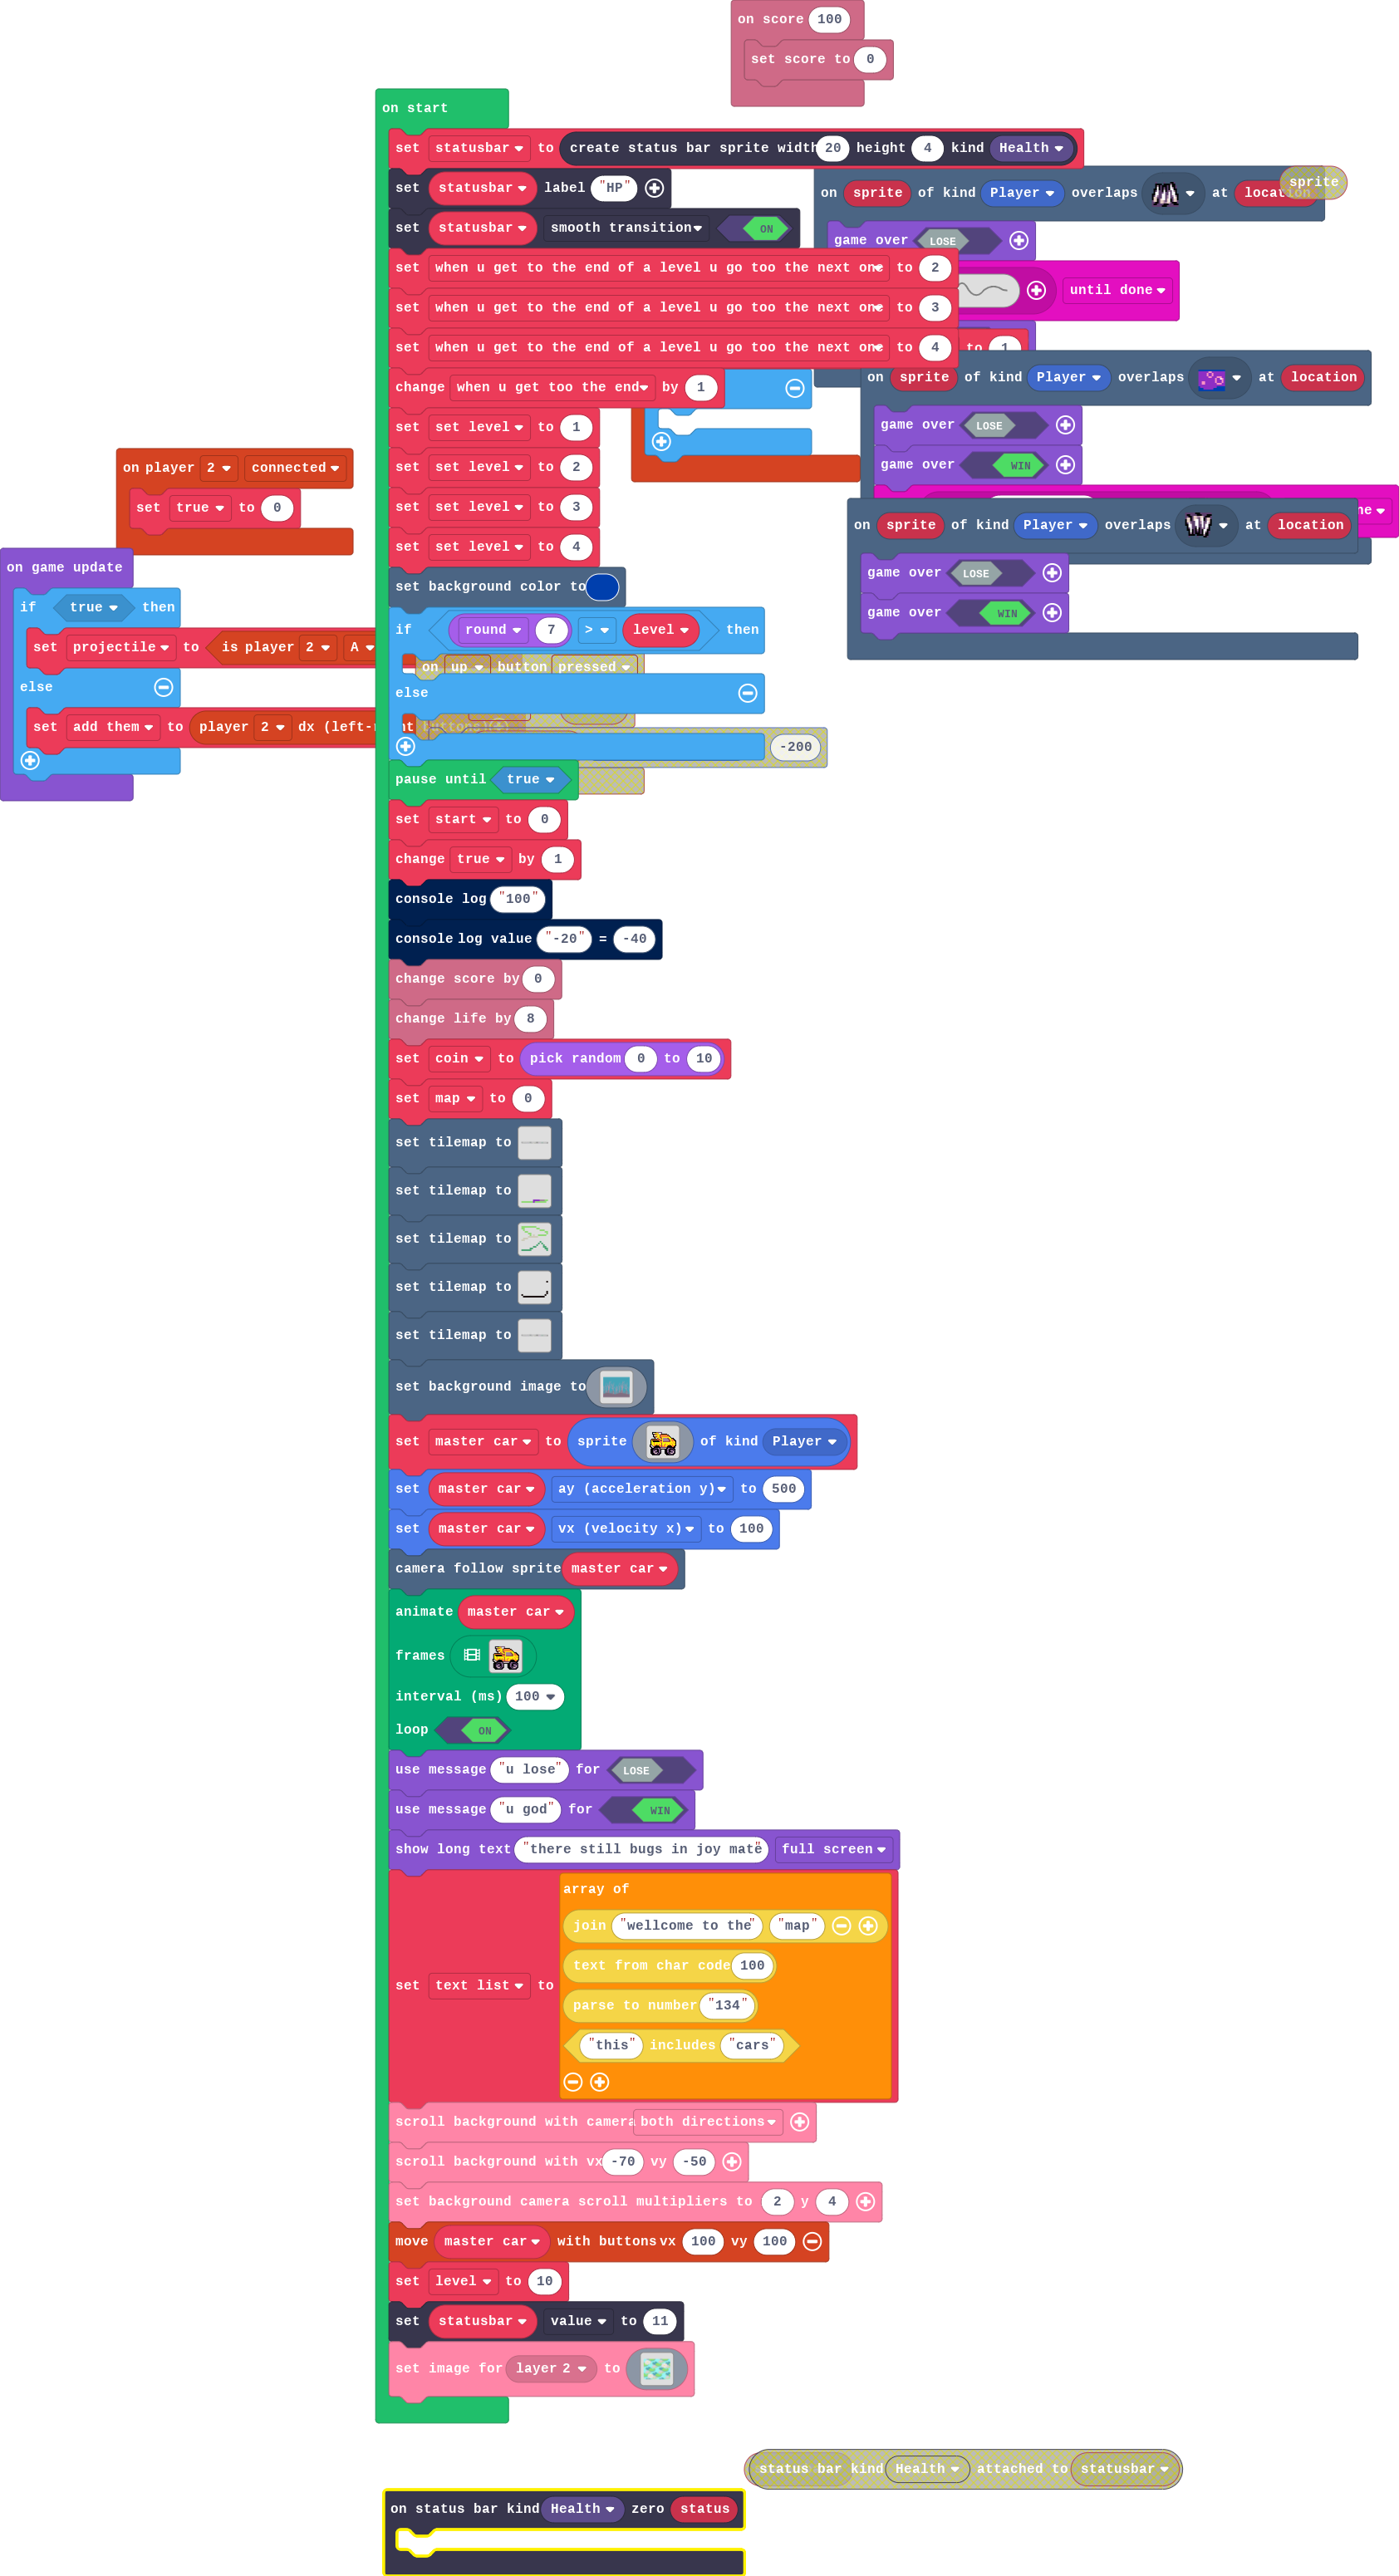 on score 100
set score to 0
on start
set statusbar to create status bar sprite width 20 height 4 kind Health
set statusbar label "HP"
on sprite of kind Player overlaps at location
sprite
set statusbar smooth transition ON
game over LOSE
set when u get to the end of a level u go too the next one to 2
until done
set when u get to the end of a level u go too the next one to 3
set when u get to the end of a level u go too the next one to 4
to 1
change when u get too the end by 1
on sprite of kind Player overlaps at location
set set level to 1
game over LOSE
set set level to 2
game over WIN
on player 2 connected
set true to 0
set set level to 3
set set level to 4
on sprite of kind Player overlaps at location
game over LOSE
game over WIN
on game update
if true then
set projectile to is player 2 A
else
set add them to player 2 dx (left-r
set background color to
if round 7 > level then
on up button pressed
else
-200
pause until true
set start to 0
change true by 1
console log "100"
console log value "-20" = -40
change score by 0
change life by 8
set coin to pick random 0 to 10
set map to 0
set tilemap to
set tilemap to
set tilemap to
set tilemap to
set tilemap to
set background image to
set master car to sprite of kind Player
set master car ay (acceleration y) to 500
set master car vx (velocity x) to 100
camera follow sprite master car
animate master car
frames
interval (ms) 100
loop ON
use message "u lose" for LOSE
use message "u god" for WIN
show long text "there still bugs in joy mate" full screen
set text list to array of
join "wellcome to the" "map"
text from char code 100
parse to number "134"
"this" includes "cars"
scroll background with camera both directions
scroll background with vx -70 vy -50
set background camera scroll multipliers to 2 y 4
move master car with buttons vx 100 vy 100
set level to 10
set statusbar value to 11
set image for layer 2 to
status bar kind Health attached to statusbar
on status bar kind Health zero status